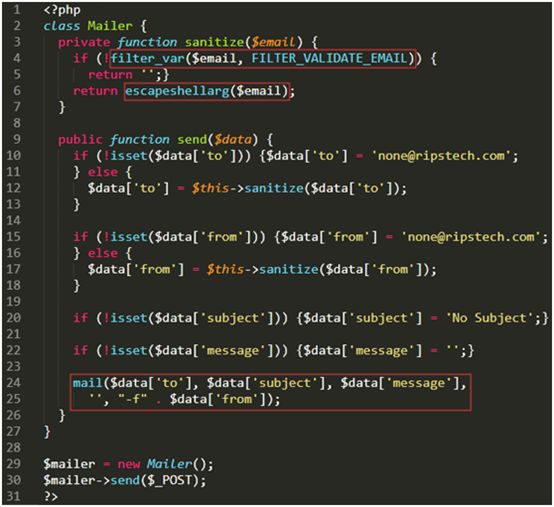 1 <?php
2 class Mailer {
3 private function sanitize($email) {
4 if (!filter_var($email, FILTER_VALIDATE_EMAIL)) {
5 return '';}
6 return escapeshellarg($email);
7 }
8
9 public function send($data) {
10 if (!isset($data['to'])) {$data['to'] = 'none@ripstech.com';
11 } else {
12 $data['to'] = $this->sanitize($data['to']);
13 }
14
15 if (!isset($data['from'])) {$data['from'] = 'none@ripstech.com';
16 } else {
17 $data['from'] = $this->sanitize($data['from']);
18 }
19
20 if (!isset($data['subject'])) {$data['subject'] = 'No Subject';}
21
22 if (!isset($data['message'])) {$data['message'] = '';}
23
24 mail($data['to'], $data['subject'], $data['message'],
25 '', "-f" . $data['from']);
26 }
27 }
28
29 $mailer = new Mailer();
30 $mailer->send($_POST);
31 ?>